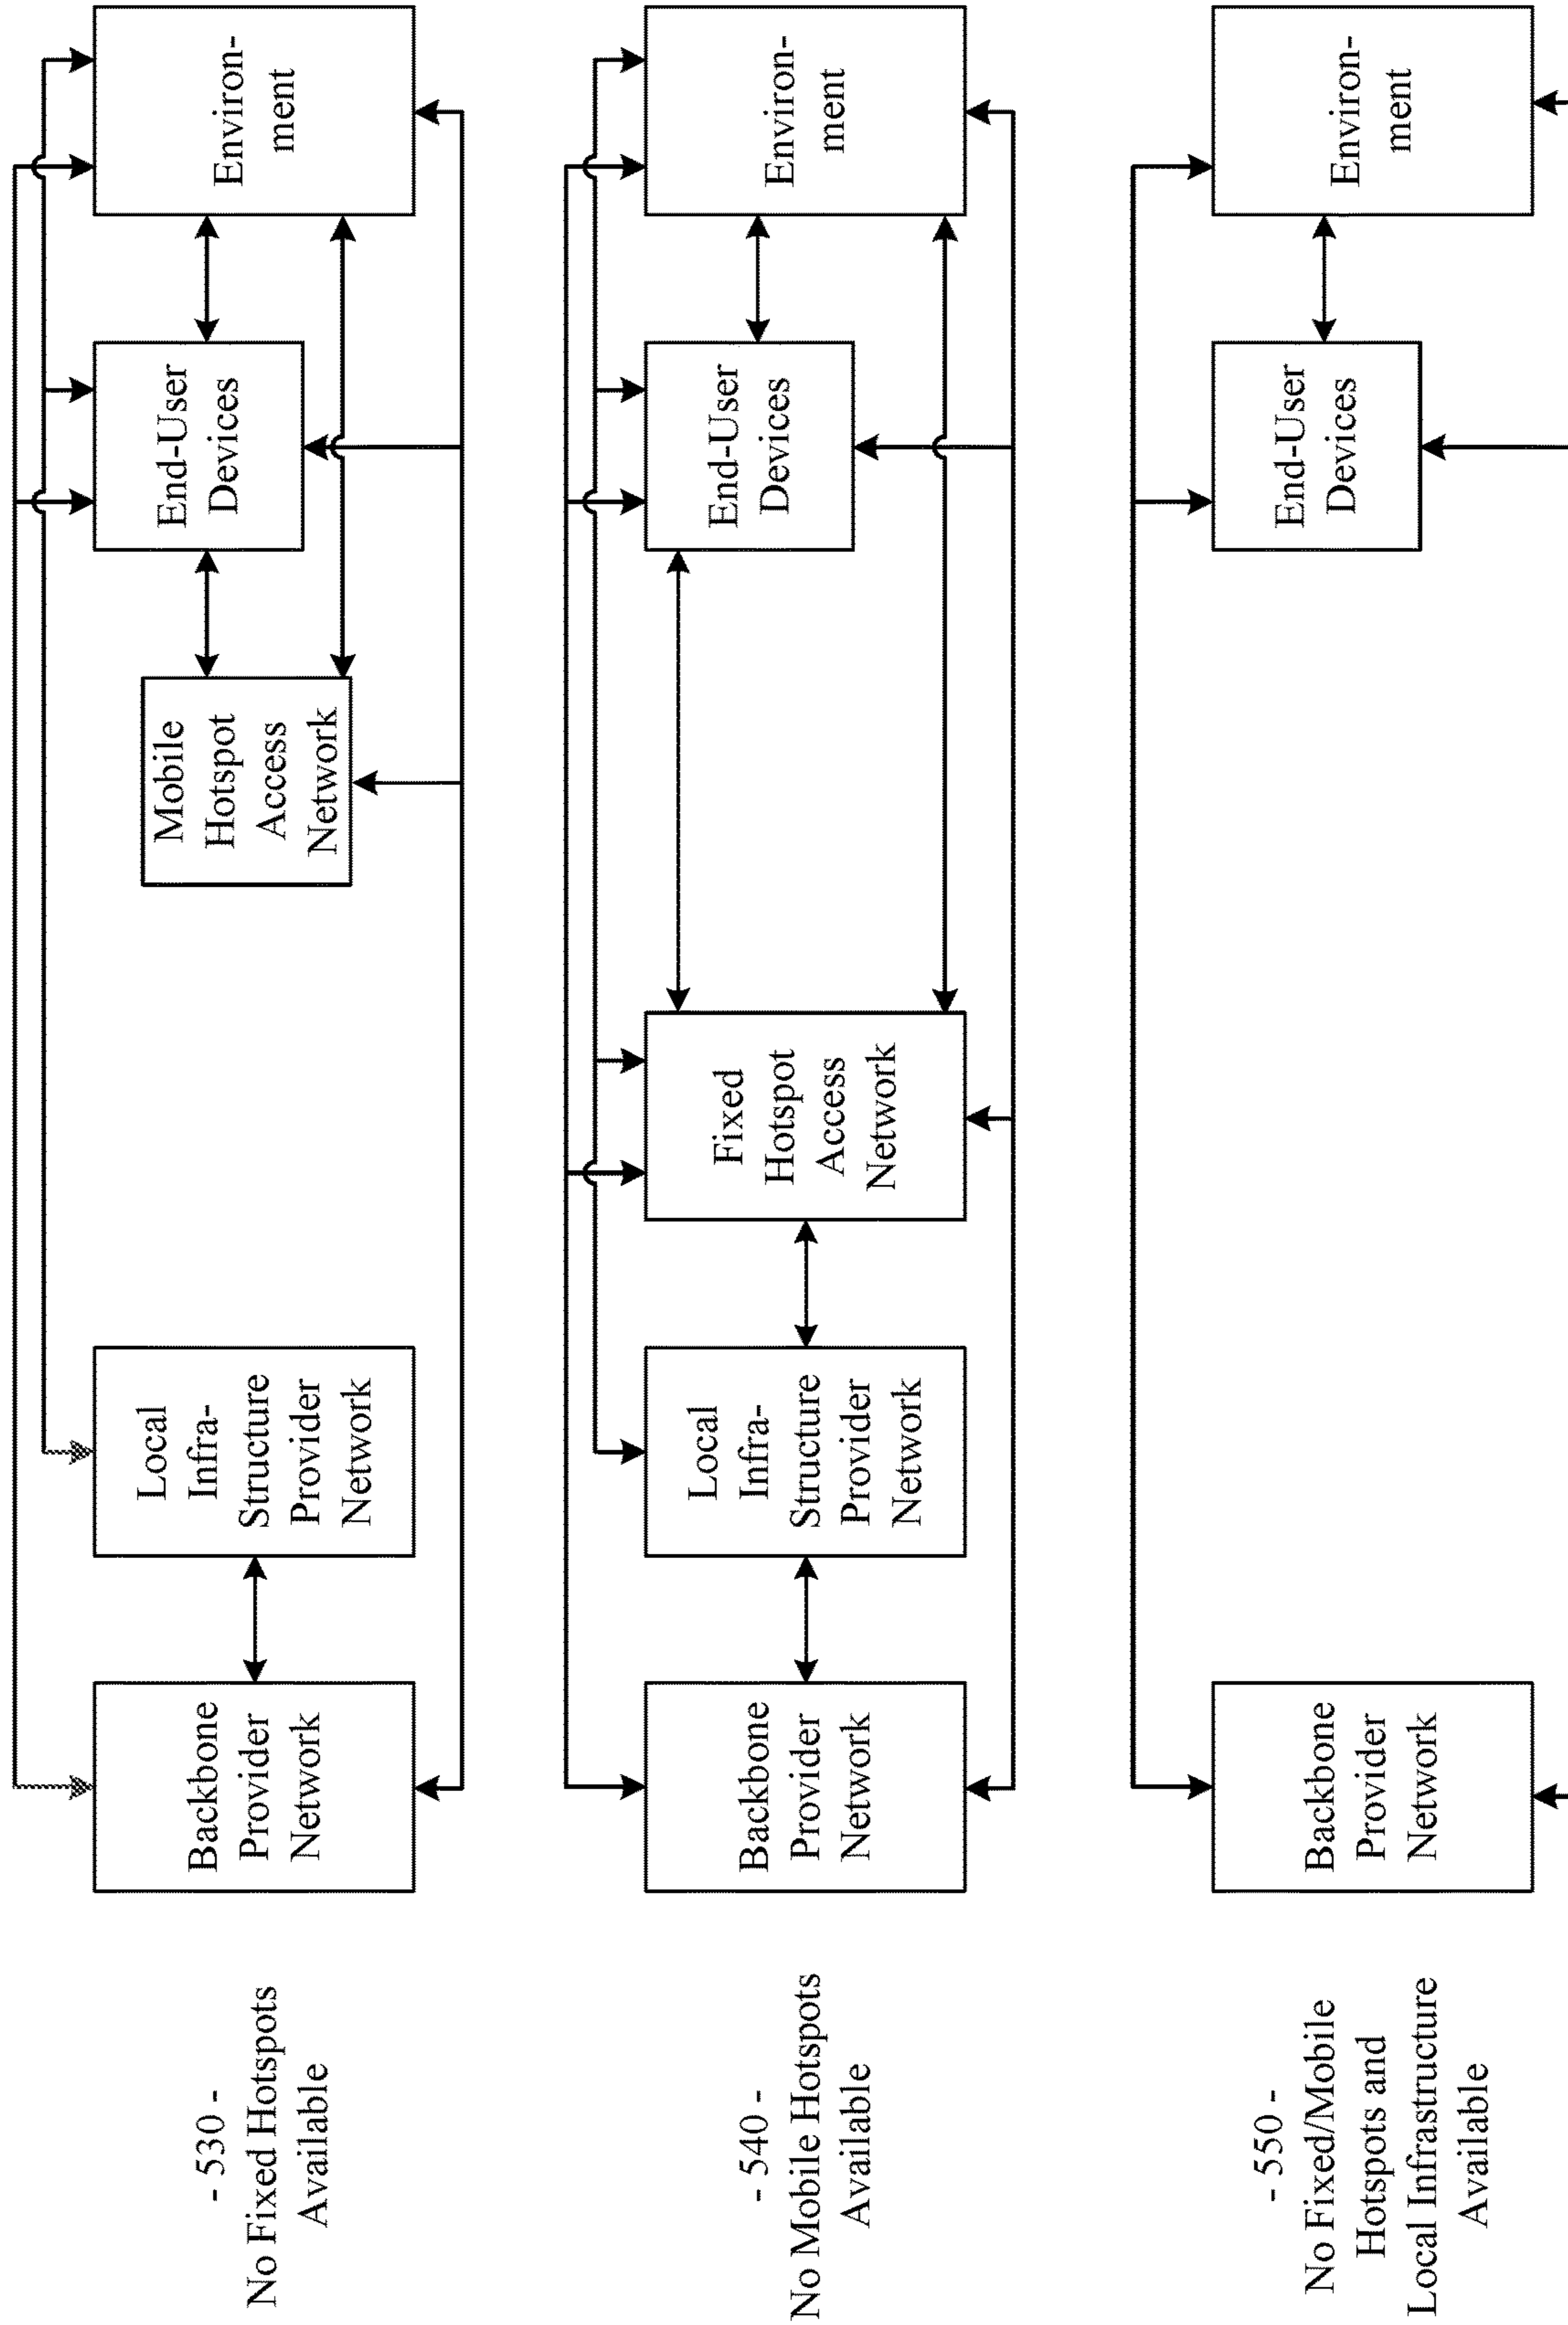 - 530 -
No Fixed Hotspots
Available
Backbone
Provider
Network
Local
Infra-
Structure
Provider
Network
Mobile
Hotspot
Access
Network
End-User
Devices
Environ-
ment
- 540 -
No Mobile Hotspots
Available
Backbone
Provider
Network
Local
Infra-
Structure
Provider
Network
Fixed
Hotspot
Access
Network
End-User
Devices
Environ-
ment
- 550 -
No Fixed/Mobile
Hotspots and
Local Infrastructure
Available
Backbone
Provider
Network
End-User
Devices
Environ-
ment